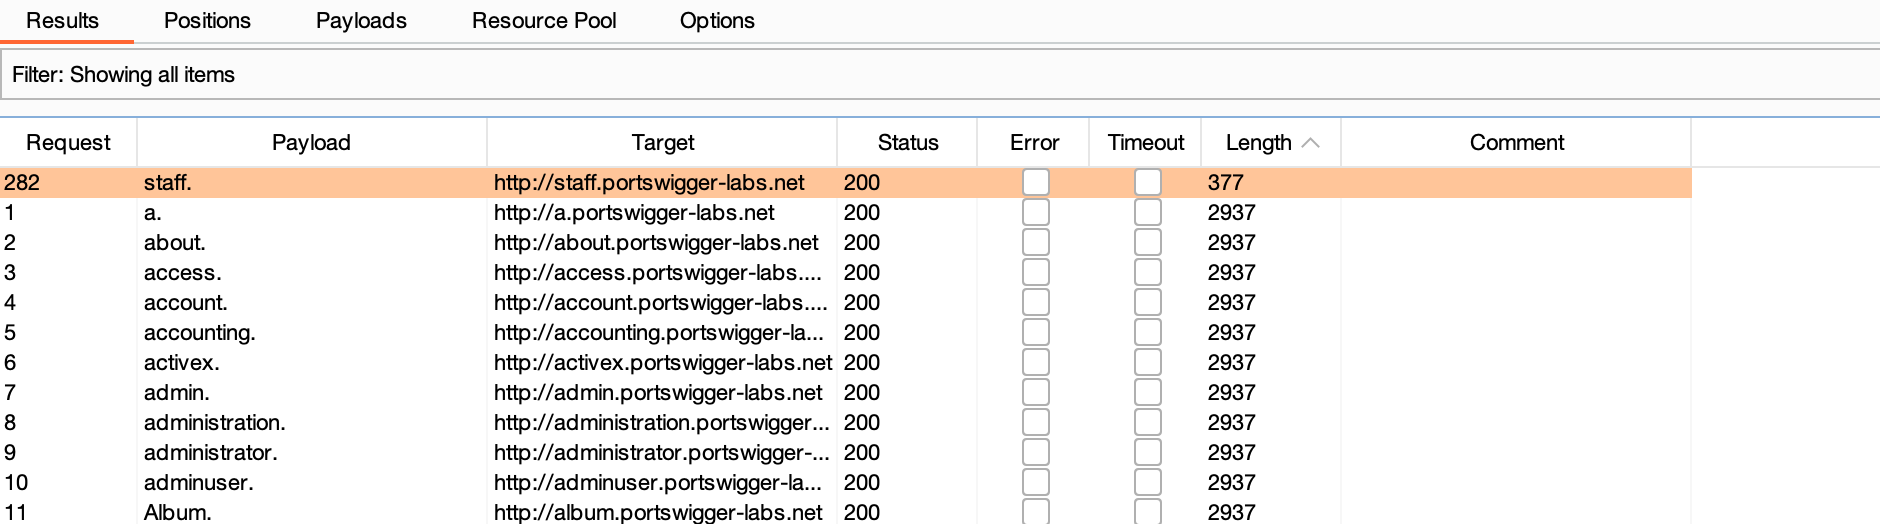 Results Positions Payloads Resource Pool Options
Filter: Showing all items
Request Payload Target Status Error Timeout Length Comment
282 staff. http://staff.portswigger-labs.net 200 377
1 a. http://a.portswigger-labs.net 200 2937
2 about. http://about.portswigger-labs.net 200 2937
3 access. http://access.portswigger-labs.... 200 2937
4 account. http://account.portswigger-labs.... 200 2937
5 accounting. http://accounting.portswigger-la... 200 2937
6 activex. http://activex.portswigger-labs.net 200 2937
7 admin. http://admin.portswigger-labs.net 200 2937
8 administration. http://administration.portswigger... 200 2937
9 administrator. http://administrator.portswigger-... 200 2937
10 adminuser. http://adminuser.portswigger-la... 200 2937
11 Album. http://album.portswigger-labs.net 200 2937